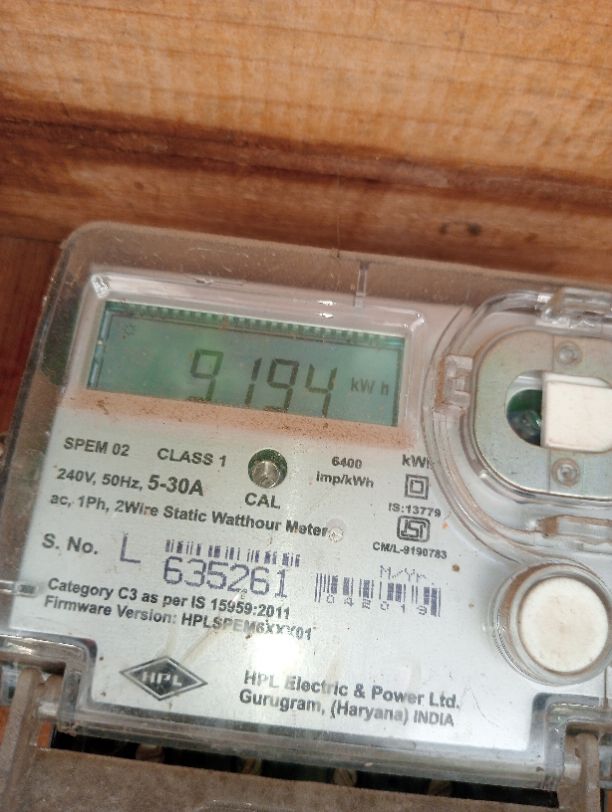 9194 kWh
SPEM 02 CLASS 1 6400 imp/kWh kWh
240V, 50Hz, 5-30A CAL
IS:13779
ac, 1Ph, 2Wire Static Watthour Meter
CM/L-9190783
S. No. L 635261 M/Yr.
042019
Category C3 as per IS 15959:2011
Firmware Version: HPLSPEM6XXX01
HPL
HPL Electric & Power Ltd.
Gurugram, (Haryana) INDIA